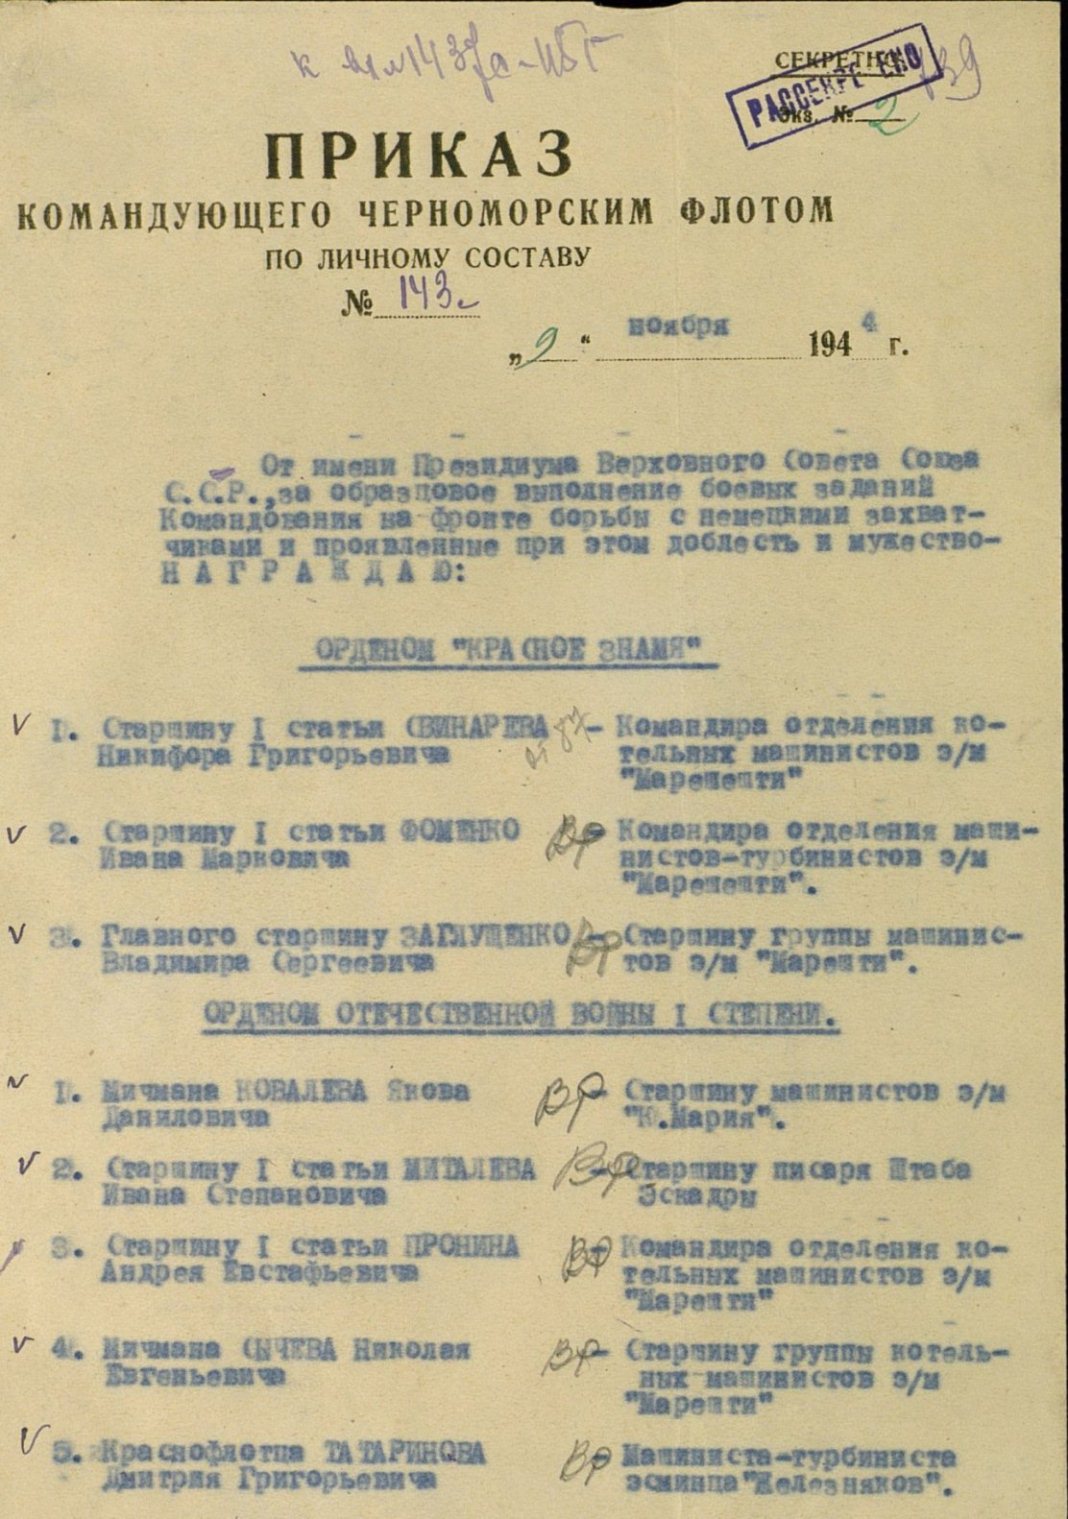 СЕКРЕТНО
РАССЕКРЕЧЕНО
Экз. № 2
ПРИКАЗ
КОМАНДУЮЩЕГО ЧЕРНОМОРСКИМ ФЛОТОМ
ПО ЛИЧНОМУ СОСТАВУ
№ 143с
„9“ ноября 1944 г.
От имени Президиума Верховного Совета Союза
С.С.Р., за образцовое выполнение боевых заданий
Командования на фронте борьбы с немецкими захват-
чиками и проявленные при этом доблесть и мужество-
Н А Г Р А Ж Д А Ю:
ОРДЕНОМ "КРАСНОЕ ЗНАМЯ"
1. Старшину I статьи СВИНАРЕВА - Командира отделения ко-
Никифора Григорьевича тельных машинистов э/м
"Марешешти"
2. Старшину I статьи ФОМЕНКО - Командира отделения маши-
Ивана Марковича нистов-турбинистов э/м
"Марешешти".
3. Главного старшину ЗАГЛУЩЕНКО - Старшину группы машинис-
Владимира Сергеевича тов э/м "Марешти".
ОРДЕНОМ ОТЕЧЕСТВЕННОЙ ВОЙНЫ I СТЕПЕНИ.
1. Мичмана КОВАЛЕВА Якова - Старшину машинистов э/м
Даниловича "К.Мария".
2. Старшину I статьи МИТАЛЕВА - Старшину писаря Штаба
Ивана Степановича Эскадры
3. Старшину I статьи ПРОНИНА - Командира отделения ко-
Андрея Евстафьевича тельных машинистов э/м
"Марешти"
4. Мичмана СЫЧЕВА Николая - Старшину группы котель-
Евгеньевича ных машинистов э/м
"Марешти"
5. Краснофлотца ТАТАРИНОВА - Машиниста-турбиниста
Дмитрия Григорьевича эсминца "Железняков".